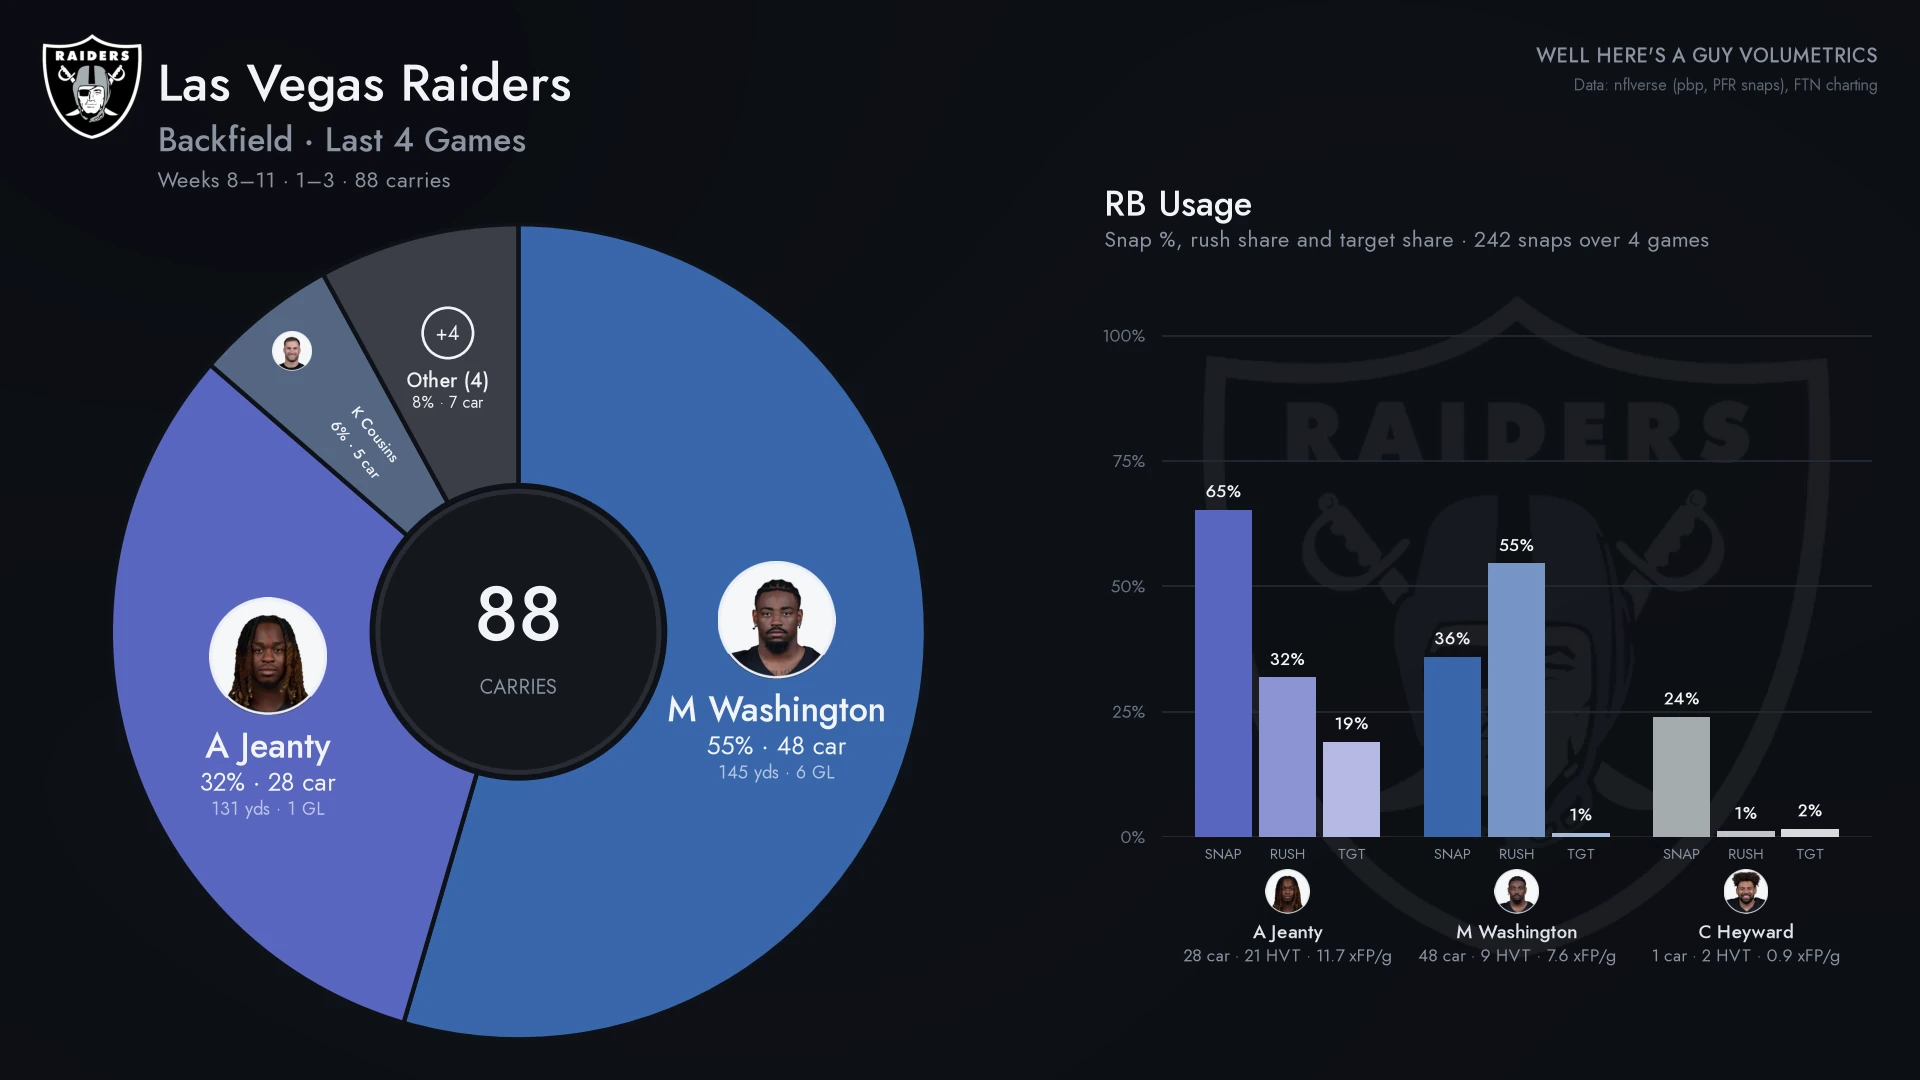 RAIDERS
Las Vegas Raiders
Backfield · Last 4 Games
Weeks 8–11 · 1–3 · 88 carries
WELL HERE'S A GUY VOLUMETRICS
Data: nflverse (pbp, PFR snaps), FTN charting
+4
Other (4)
8% · 7 car
K Cousins
6% · 5 car
88
CARRIES
A Jeanty
32% · 28 car
131 yds · 1 GL
M Washington
55% · 48 car
145 yds · 6 GL
RB Usage
Snap %, rush share and target share · 242 snaps over 4 games
RAIDERS
100%
75%
50%
25%
0%
65%
32%
19%
36%
55%
1%
24%
1%
2%
SNAP RUSH TGT SNAP RUSH TGT SNAP RUSH TGT
A Jeanty M Washington C Heyward
28 car · 21 HVT · 11.7 xFP/g 48 car · 9 HVT · 7.6 xFP/g 1 car · 2 HVT · 0.9 xFP/g